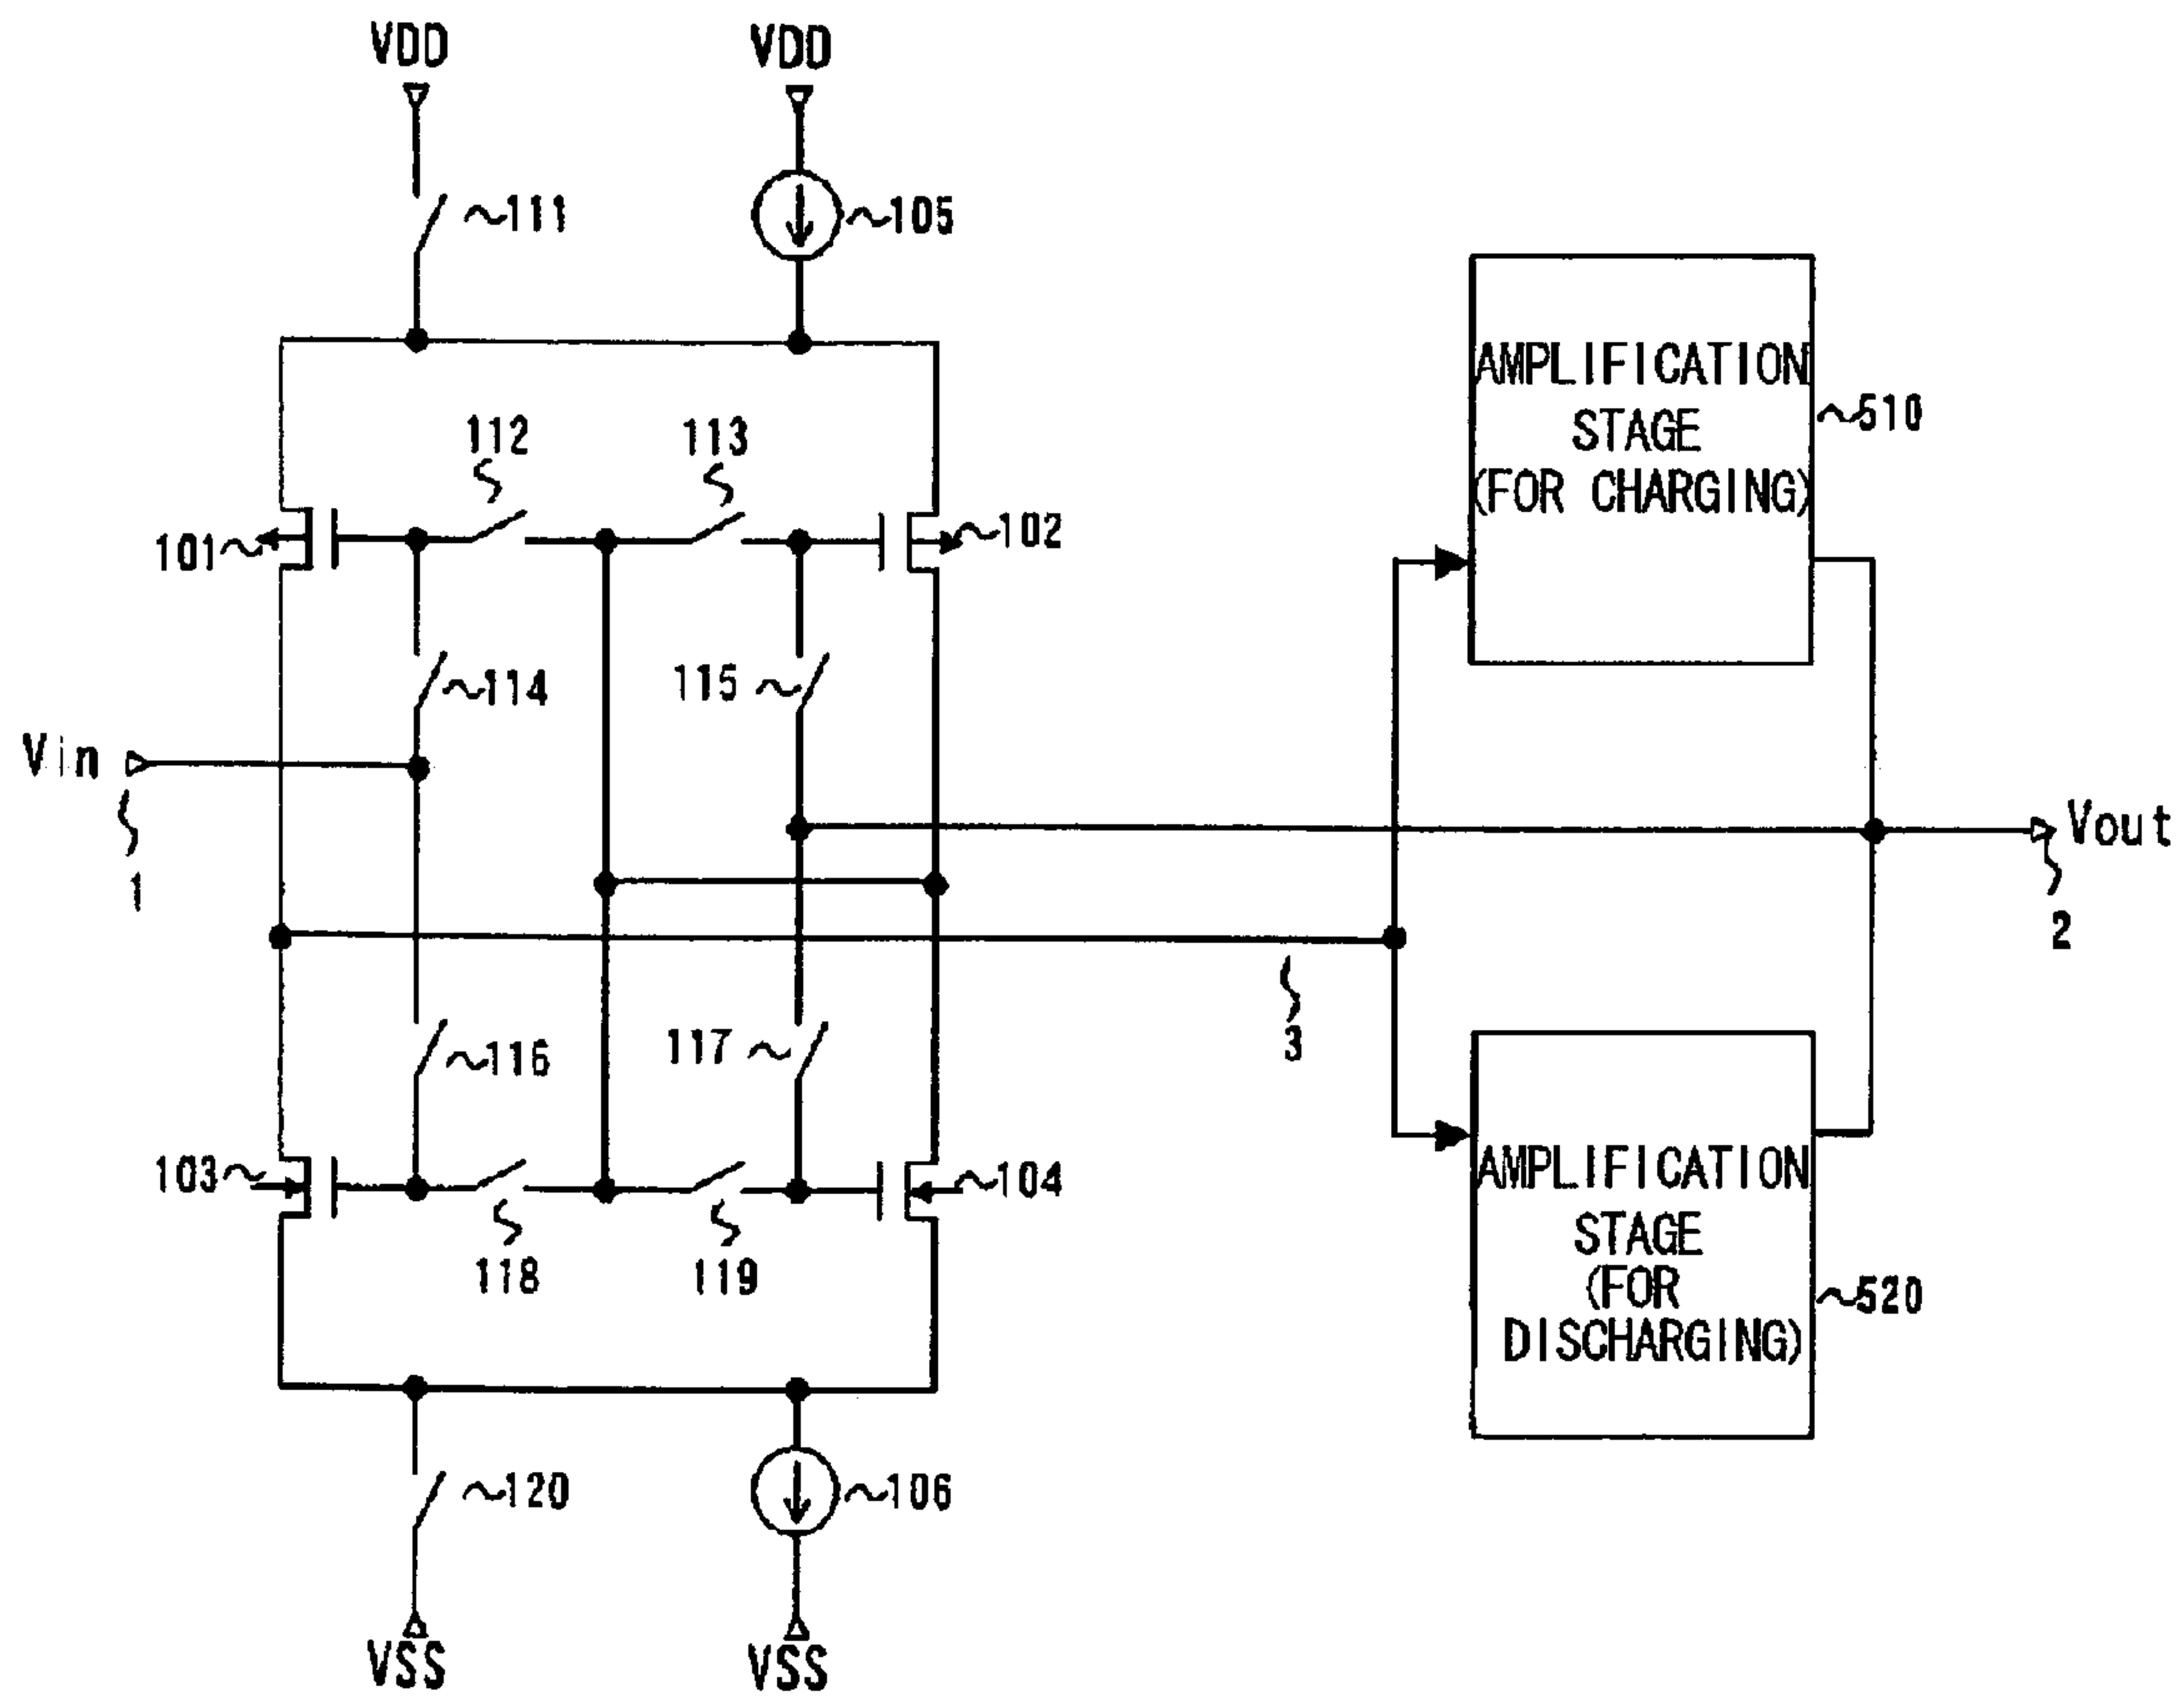 VDD
VDD
111
105
AMPLIFICATION
STAGE
(FOR CHARGING)
510
112
113
101
102
114
115
Vin
1
Vout
2
3
116
117
103
104
118
119
AMPLIFICATION
STAGE
(FOR
DISCHARGING)
520
120
106
VSS
VSS